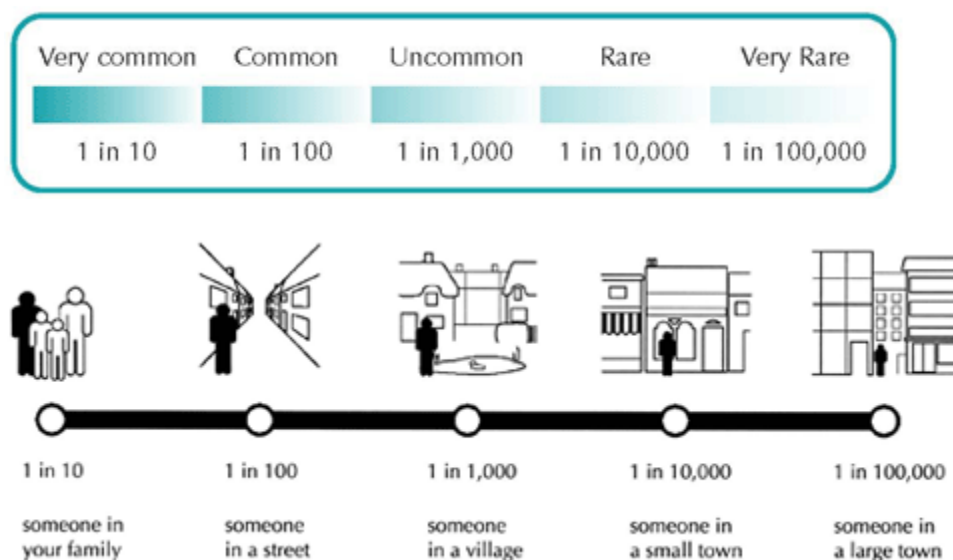 Very common Common Uncommon Rare Very Rare
1 in 10 1 in 100 1 in 1,000 1 in 10,000 1 in 100,000
1 in 10 1 in 100 1 in 1,000 1 in 10,000 1 in 100,000
someone in someone someone someone in someone in
your family in a street in a village a small town a large town